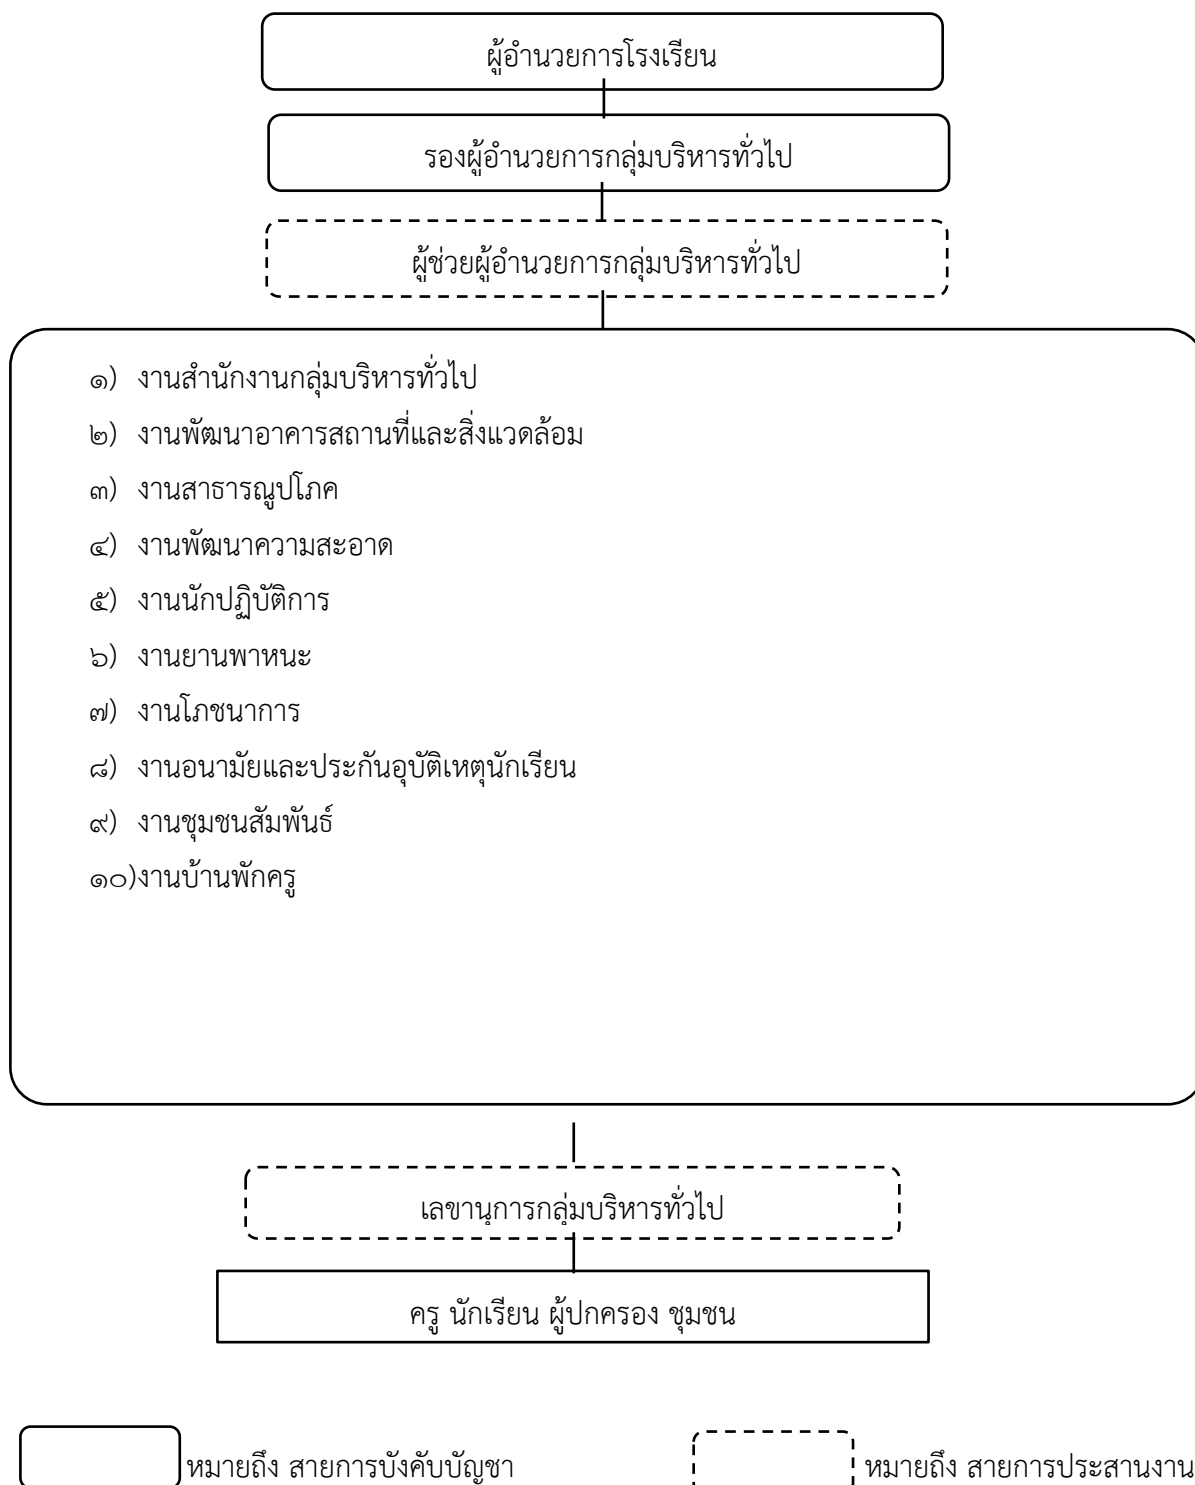 ผู้อำนวยการโรงเรียน
รองผู้อำนวยการกลุ่มบริหารทั่วไป
ผู้ช่วยผู้อำนวยการกลุ่มบริหารทั่วไป
๑) งานสำนักงานกลุ่มบริหารทั่วไป
๒) งานพัฒนาอาคารสถานที่และสิ่งแวดล้อม
๓) งานสาธารณูปโภค
๔) งานพัฒนาความสะอาด
๕) งานนักปฏิบัติการ
๖) งานยานพาหนะ
๗) งานโภชนาการ
๘) งานอนามัยและประกันอุบัติเหตุนักเรียน
๙) งานชุมชนสัมพันธ์
๑๐)งานบ้านพักครู
เลขานุการกลุ่มบริหารทั่วไป
ครู นักเรียน ผู้ปกครอง ชุมชน
หมายถึง สายการบังคับบัญชา
หมายถึง สายการประสานงาน